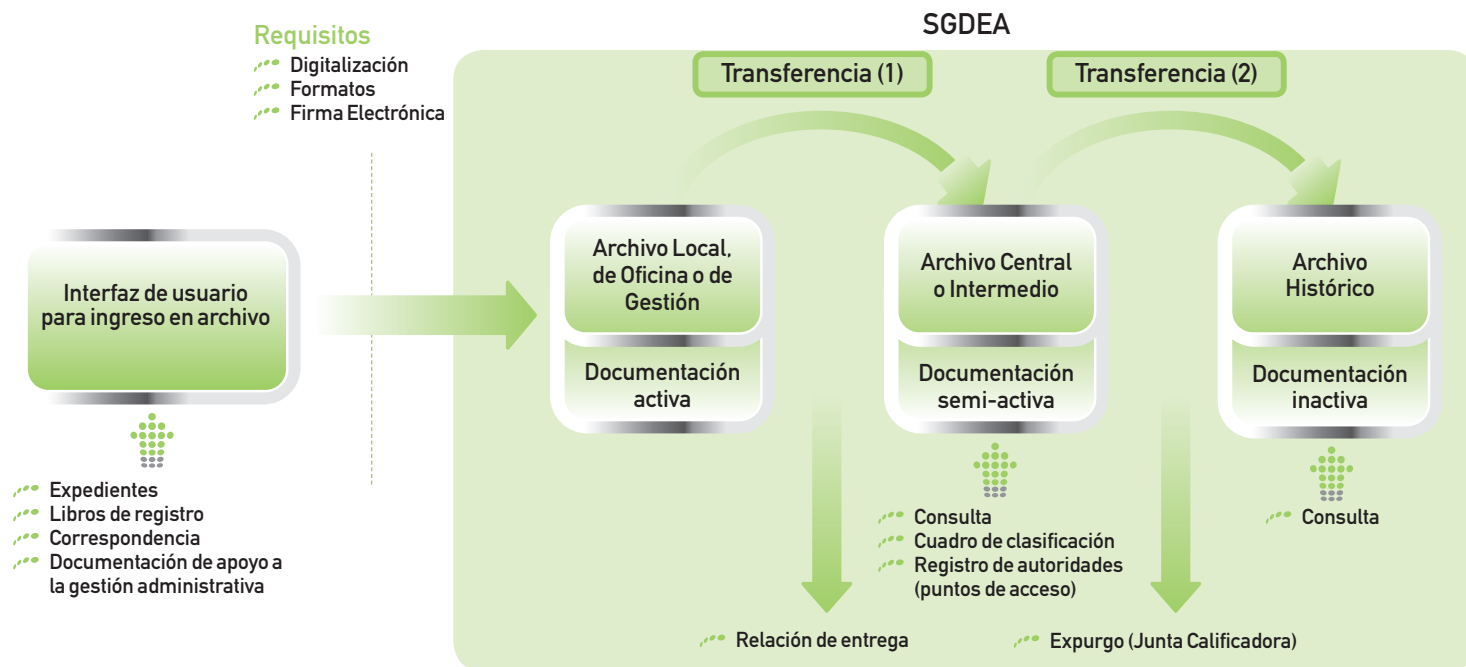 SGDEA
Requisitos
Digitalización
Formatos
Firma Electrónica
Transferencia (1)
Transferencia (2)
Interfaz de usuario
para ingreso en archivo
Expedientes
Libros de registro
Correspondencia
Documentación de apoyo a
la gestión administrativa
Archivo Local,
de Oficina o de
Gestión
Documentación
activa
Archivo Central
o Intermedio
Documentación
semi-activa
Archivo
Histórico
Documentación
inactiva
Consulta
Cuadro de clasificación
Registro de autoridades
(puntos de acceso)
Consulta
Relación de entrega
Expurgo (Junta Calificadora)